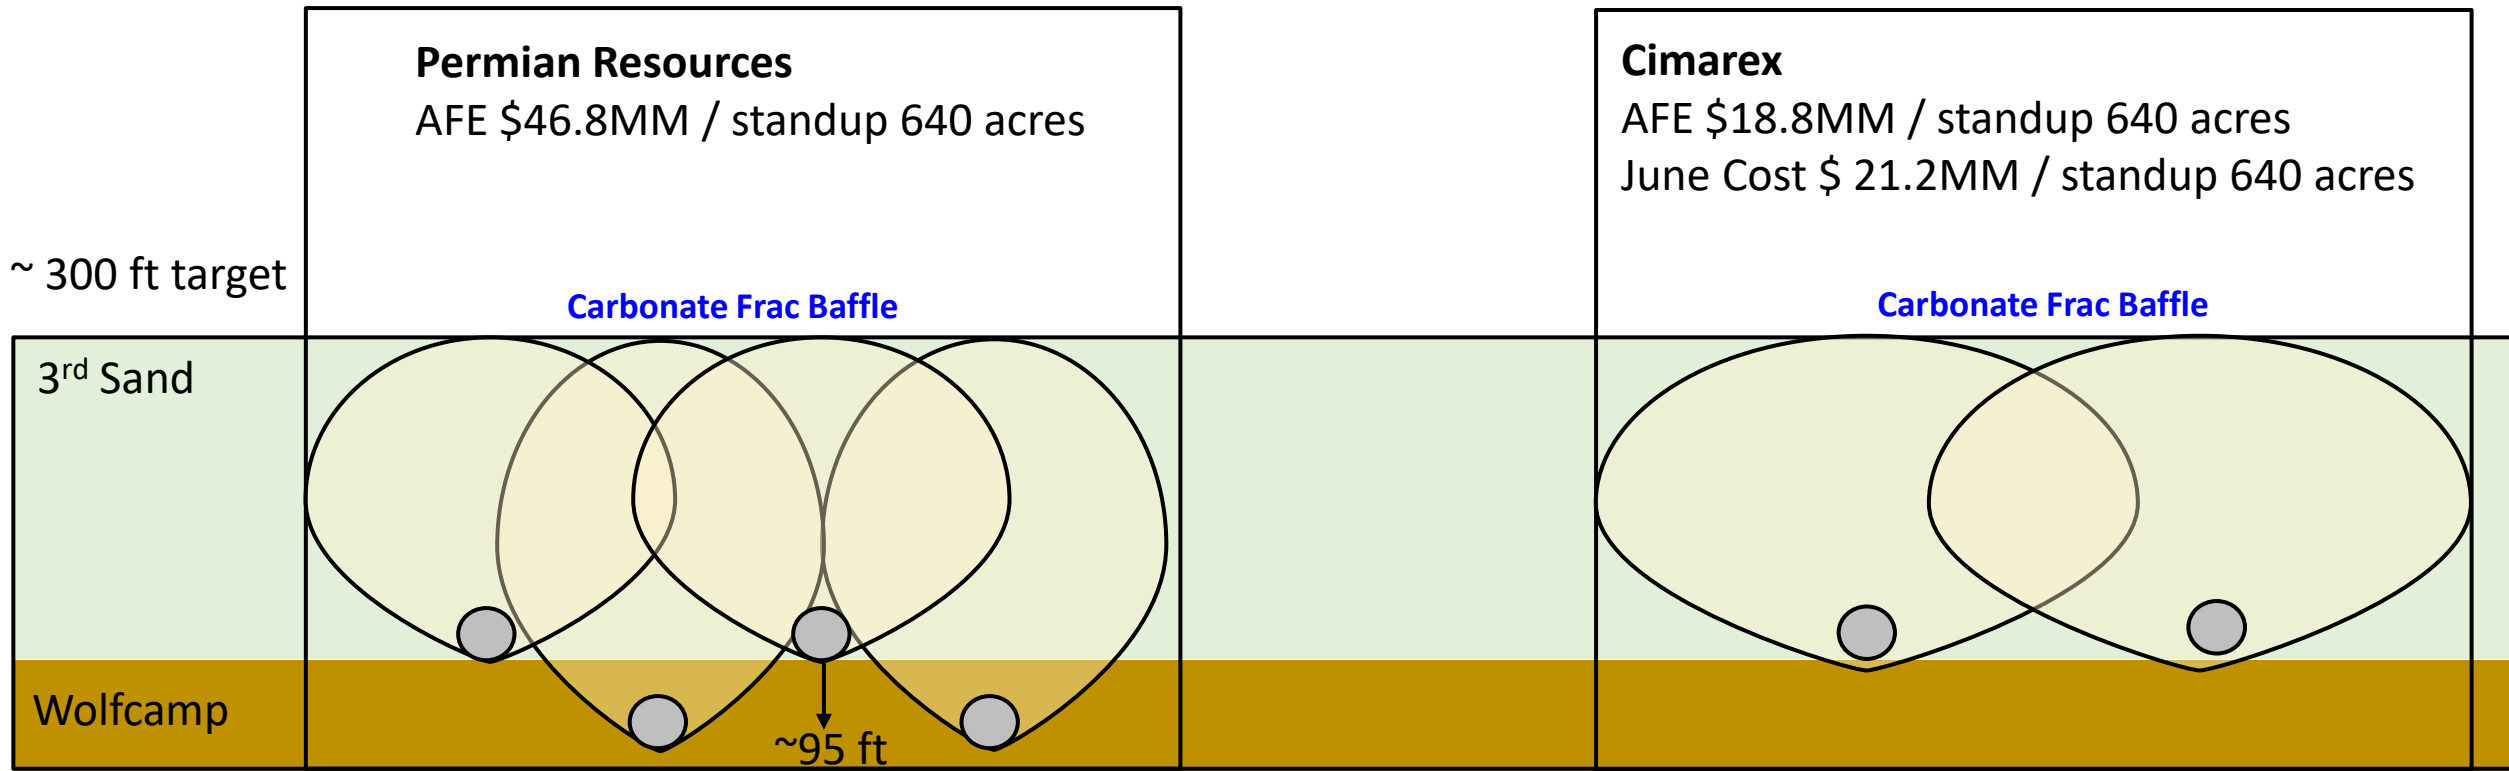 Permian Resources
AFE $46.8MM / standup 640 acres
Cimarex
AFE $18.8MM / standup 640 acres
June Cost $ 21.2MM / standup 640 acres
~ 300 ft target
Carbonate Frac Baffle
Carbonate Frac Baffle
3rd Sand
Wolfcamp
~95 ft